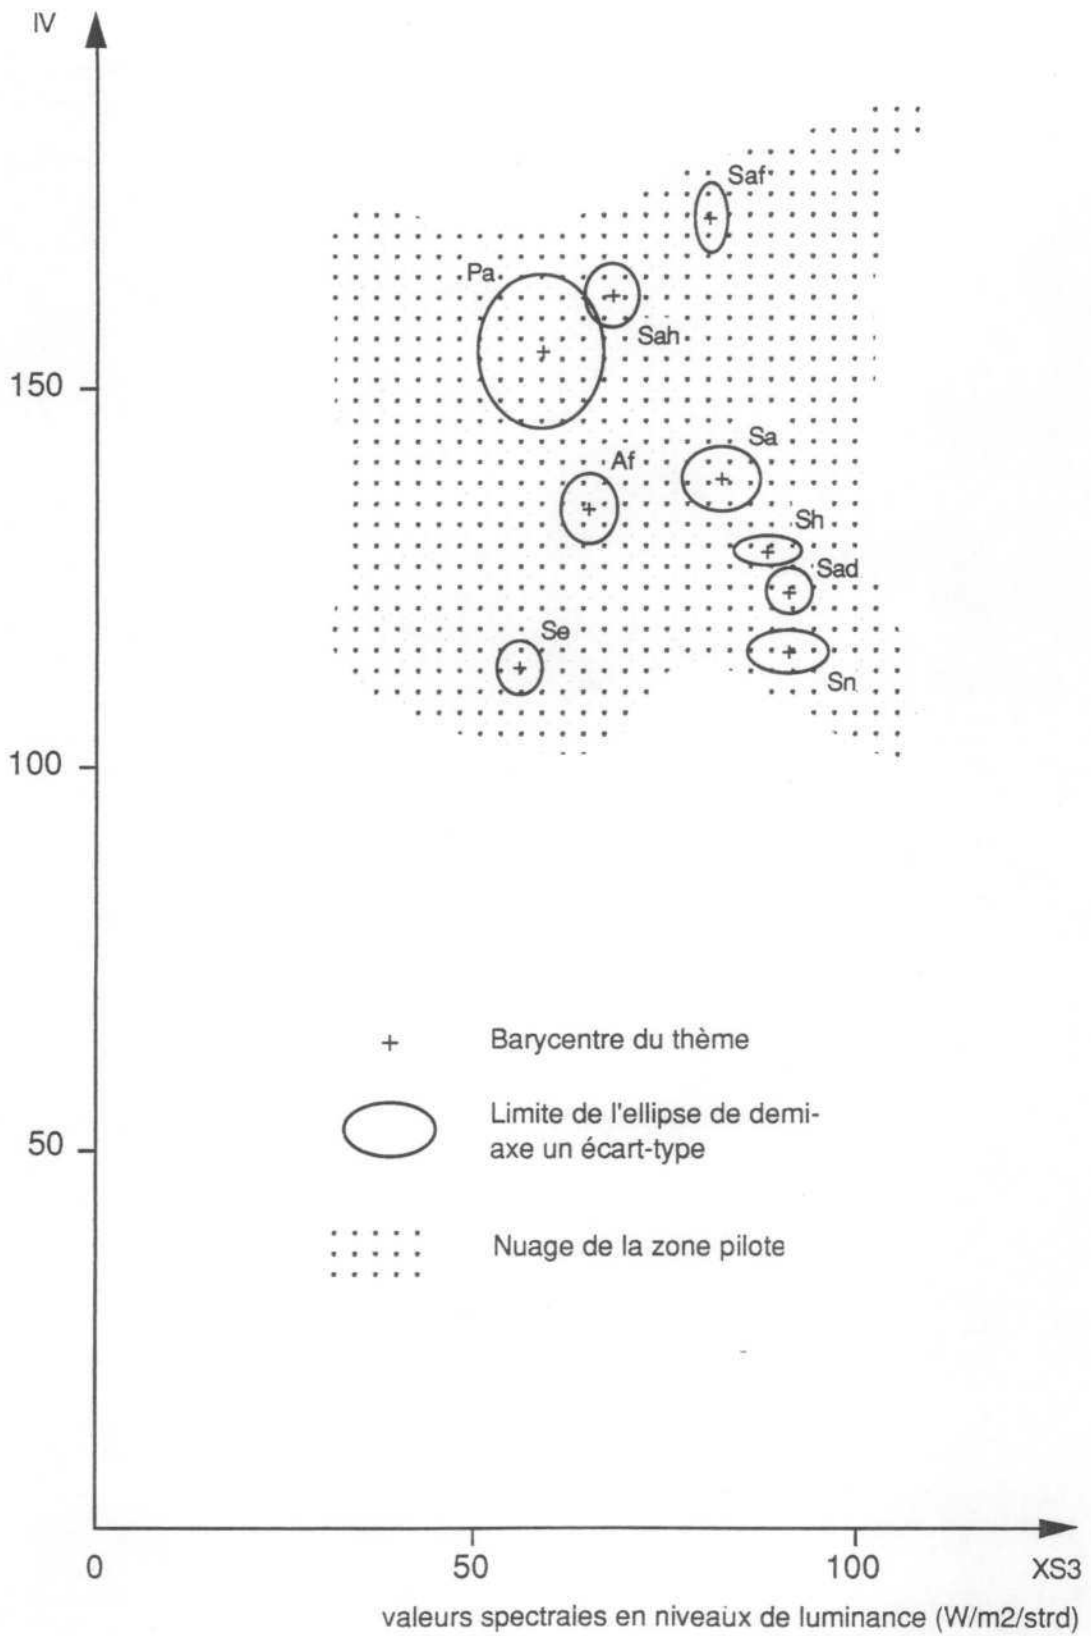 IV
Saf
Pa
Sah
150
Sa
Af
Sh
Sad
Se
Sn
100
Barycentre du thème
Limite de l'ellipse de demi-
axe un écart-type
50
Nuage de la zone pilote
0
50
100
XS3
valeurs spectrales en niveaux de luminance (W/m2/strd)